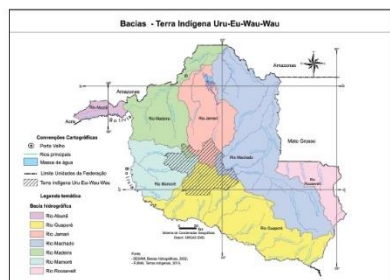 Bacias - Terra Indígena Uru-Eu-Wau-Wau
Amazonas
Amazonas
Acre
Rio Abunã
Rio Madeira
Rio Jamari
Rio Machado
Mato Grosso
Rio Roosevelt
Rio Mamoré
Rio Guaporé
Bolívia
Convenções Cartográficas
Porto Velho
Rios principais
Massa de água
Limite Unidades da Federação
Terra Indígena Uru-Eu-Wau-Wau
Legenda temática
Bacia hidrográfica
Rio Abunã
Rio Guaporé
Rio Jamari
Rio Machado
Rio Madeira
Rio Mamoré
Rio Roosevelt
Fonte